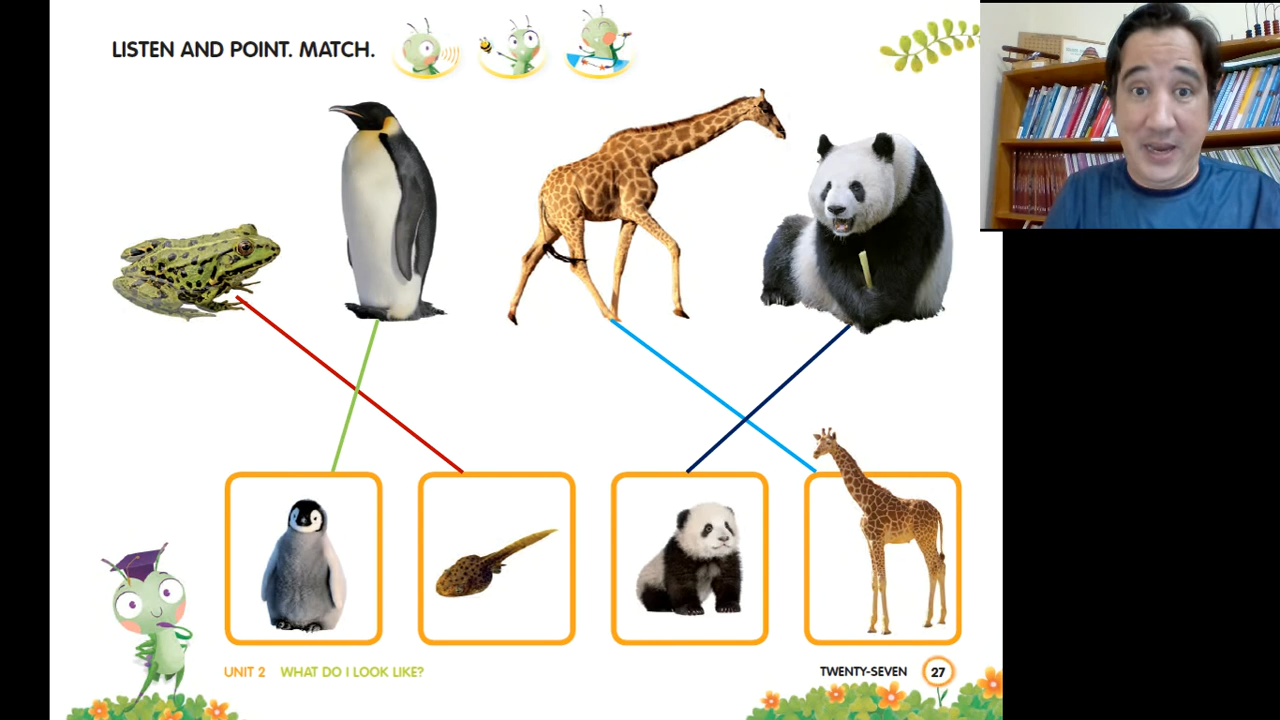 LISTEN AND POINT. MATCH.
UNIT 2 WHAT DO I LOOK LIKE?
TWENTY-SEVEN 27